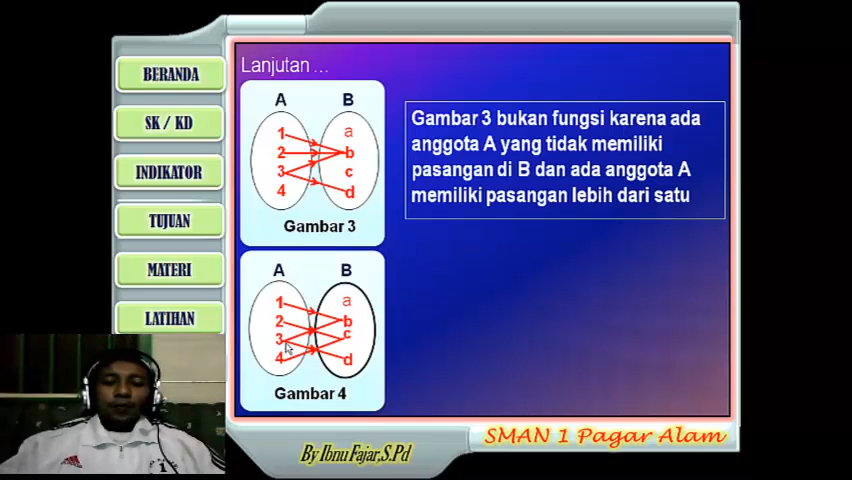 BERANDA
SK / KD
INDIKATOR
TUJUAN
MATERI
LATIHAN
Lanjutan ...
A B
1 a
2 b
3 c
4 d
Gambar 3
A B
1 a
2 b
3 c
4 d
Gambar 4
Gambar 3 bukan fungsi karena ada
anggota A yang tidak memiliki
pasangan di B dan ada anggota A
memiliki pasangan lebih dari satu
By Ibnu Fajar,S.Pd
SMAN 1 Pagar Alam